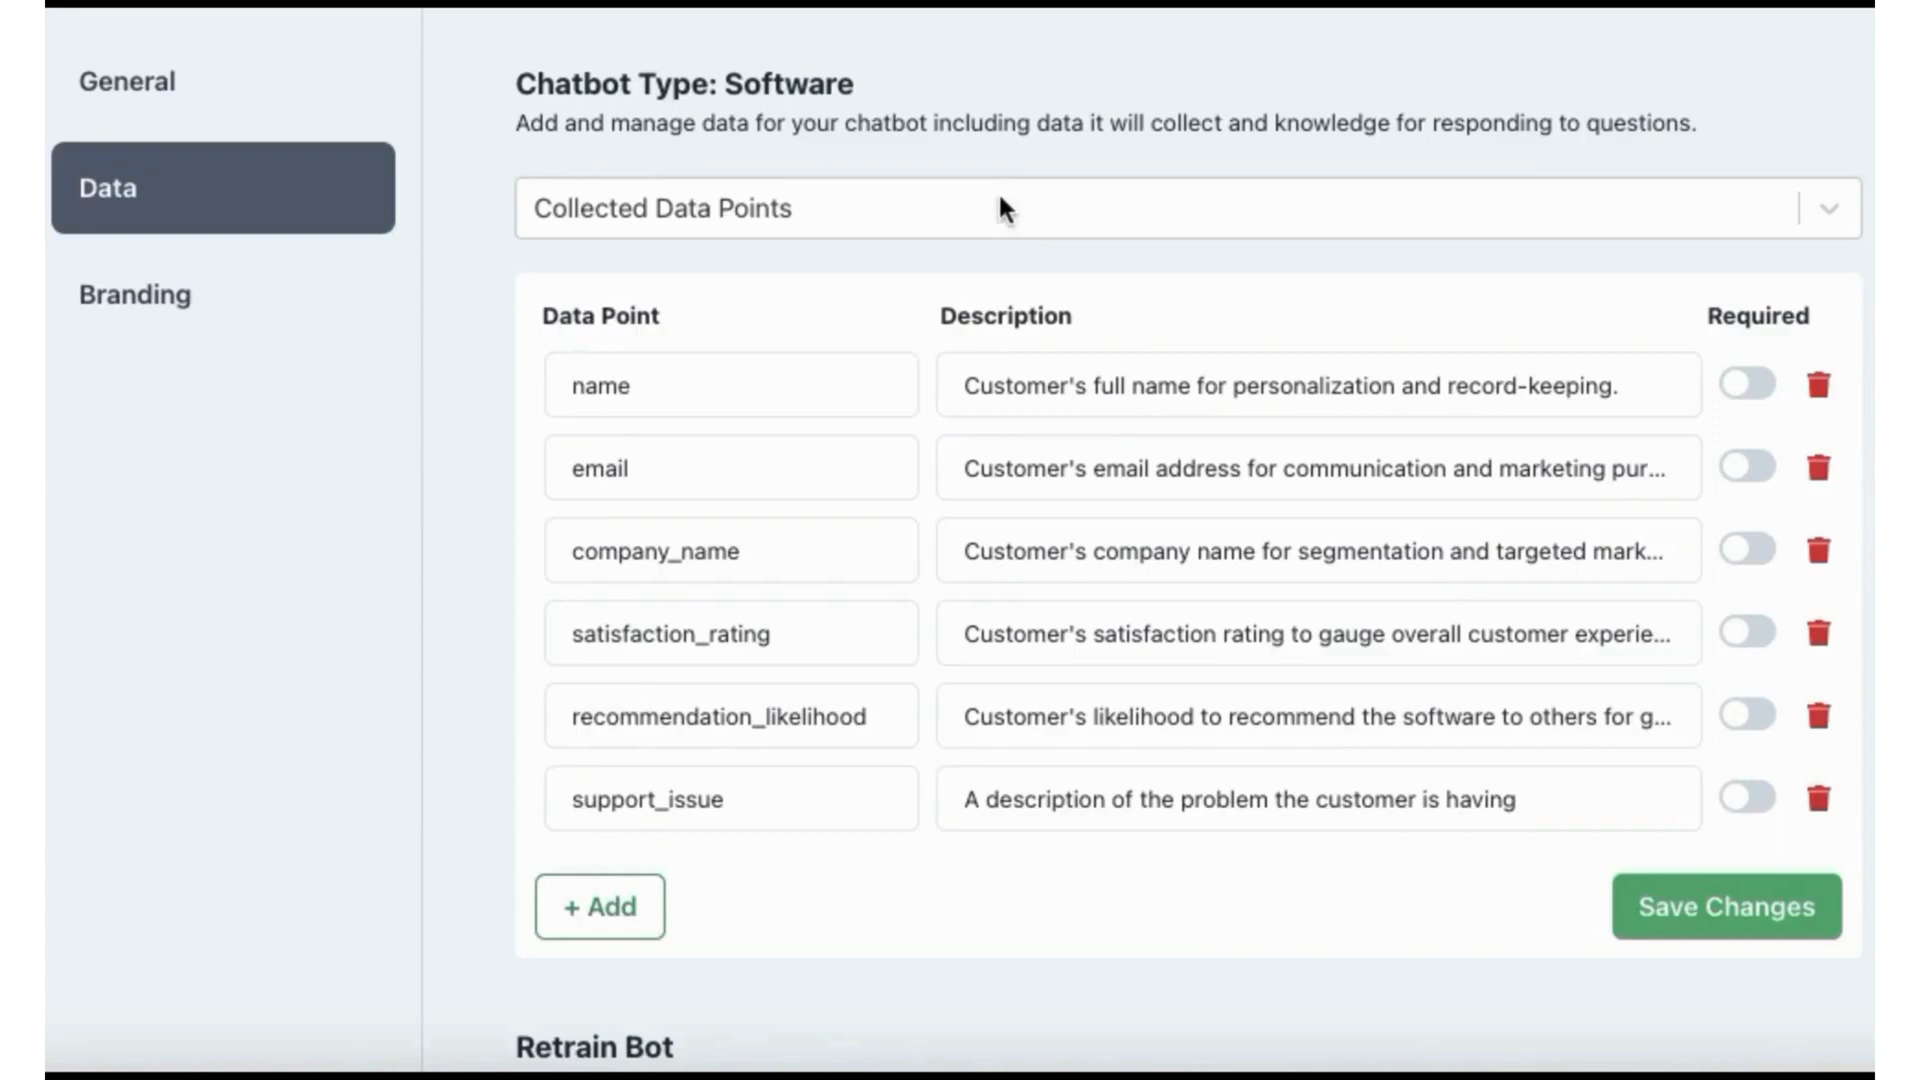 General
Data
Branding
Chatbot Type: Software
Add and manage data for your chatbot including data it will collect and knowledge for responding to questions.
Collected Data Points
Data Point Description Required
name Customer's full name for personalization and record-keeping.
email Customer's email address for communication and marketing pur...
company_name Customer's company name for segmentation and targeted mark...
satisfaction_rating Customer's satisfaction rating to gauge overall customer experie...
recommendation_likelihood Customer's likelihood to recommend the software to others for g...
support_issue A description of the problem the customer is having
+ Add Save Changes
Retrain Bot